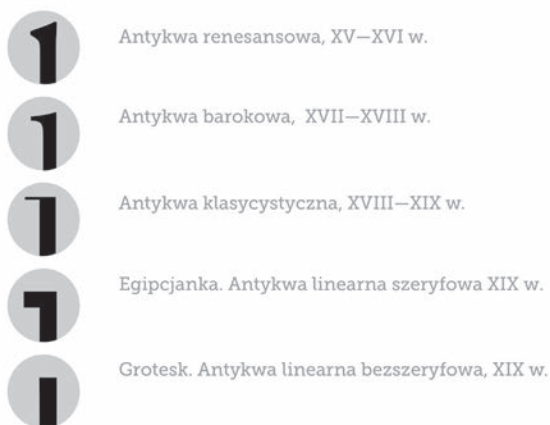 Antykwa renesansowa, XV—XVI w.
Antykwa barokowa, XVII—XVIII w.
Antykwa klasycystyczna, XVIII—XIX w.
Egipcjanka. Antykwa linearna szeryfowa XIX w.
Grotesk. Antykwa linearna bezszeryfowa, XIX w.